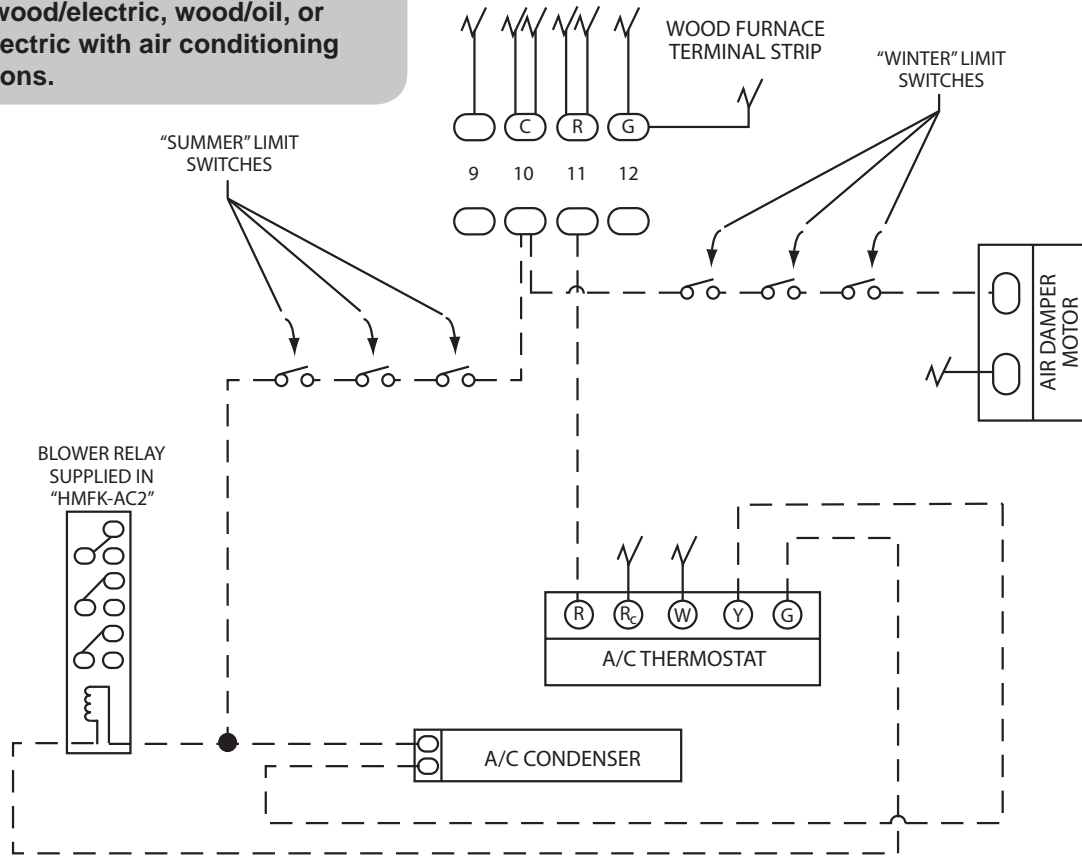 wood/electric, wood/oil, or
ectric with air conditioning
ons.
WOOD FURNACE
TERMINAL STRIP
"WINTER" LIMIT
SWITCHES
"SUMMER" LIMIT
SWITCHES
C
R
G
9
10
11
12
AIR DAMPER
MOTOR
BLOWER RELAY
SUPPLIED IN
"HMFK-AC2"
R
Rc
W
Y
G
A/C THERMOSTAT
A/C CONDENSER